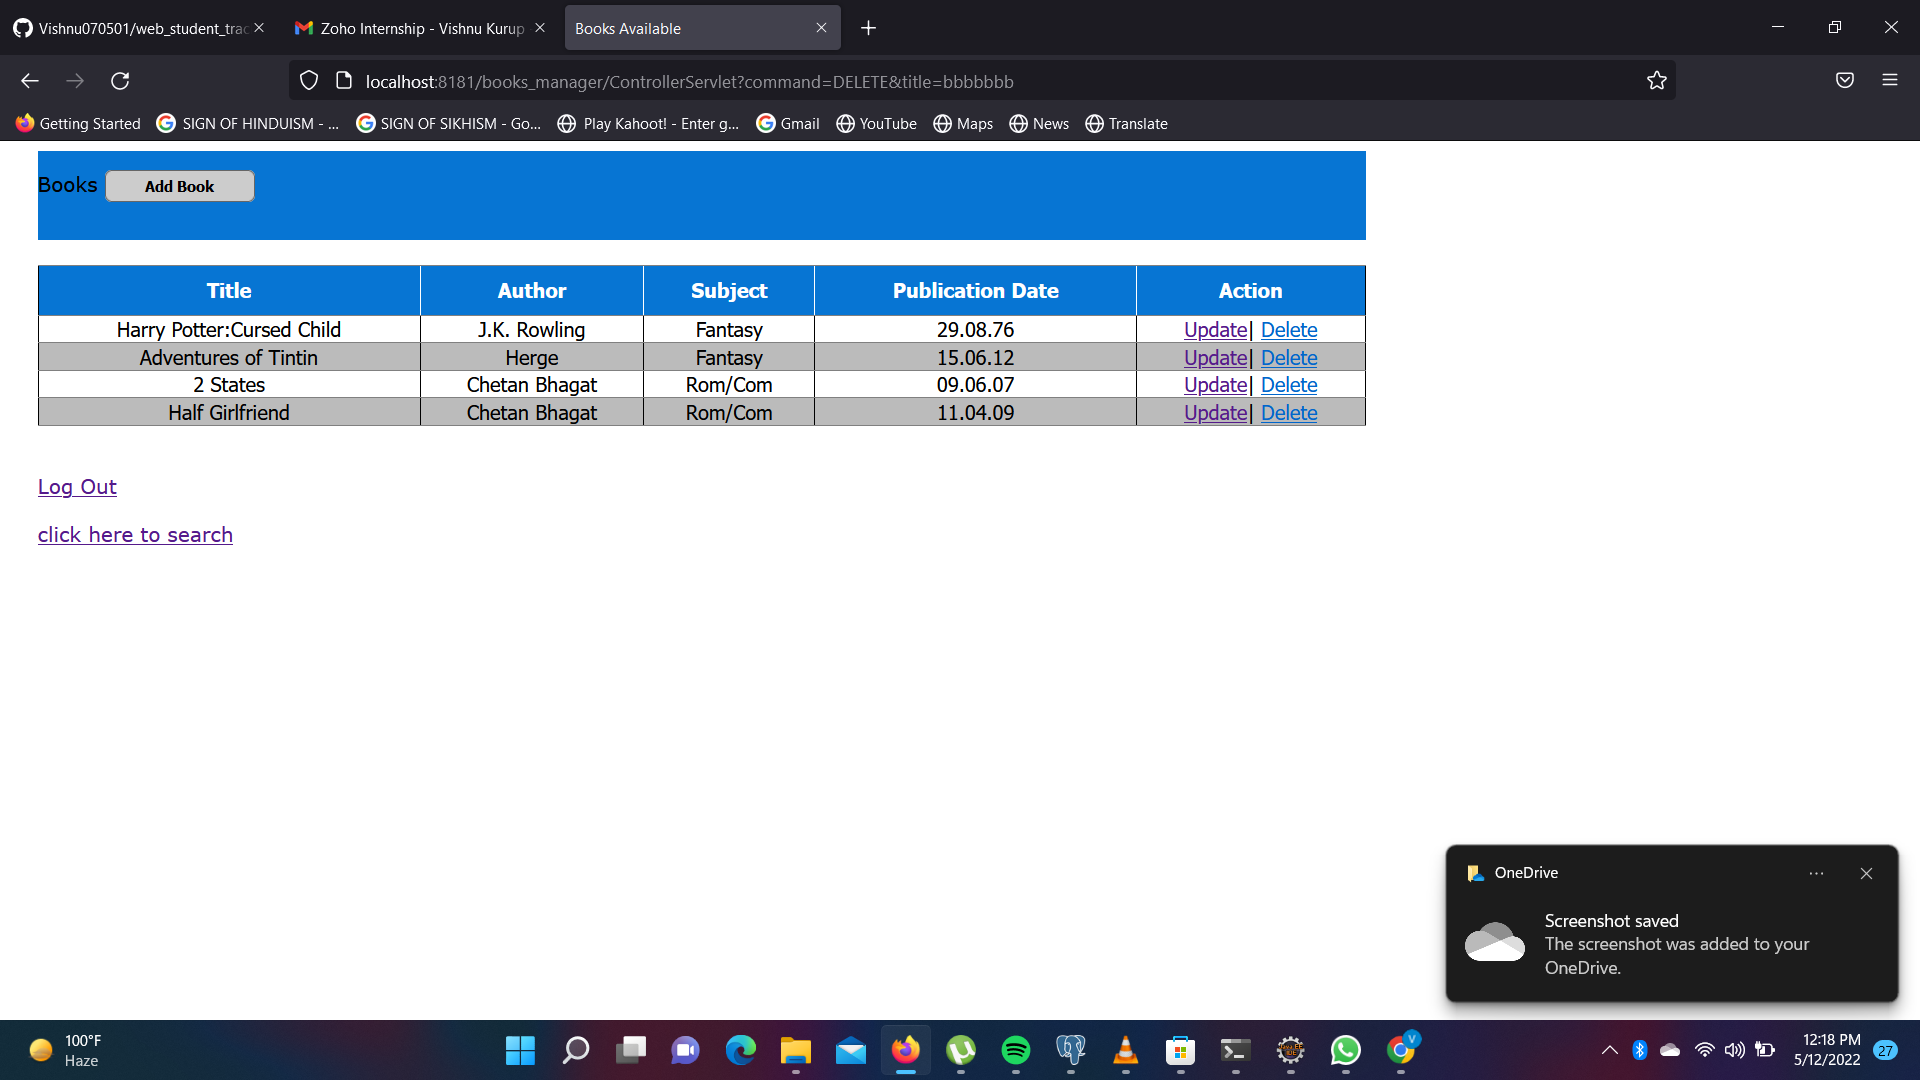 Vishnu070501/web_student_trac
Zoho Internship - Vishnu Kurup
Books Available
localhost:8181/books_manager/ControllerServlet?command=DELETE&title=bbbbbbb
Getting Started
SIGN OF HINDUISM - ...
SIGN OF SIKHISM - Go...
Play Kahoot! - Enter g...
Gmail
YouTube
Maps
News
Translate
Books
Add Book
Title Author Subject Publication Date Action
Harry Potter:Cursed Child J.K. Rowling Fantasy 29.08.76 Update| Delete
Adventures of Tintin Herge Fantasy 15.06.12 Update| Delete
2 States Chetan Bhagat Rom/Com 09.06.07 Update| Delete
Half Girlfriend Chetan Bhagat Rom/Com 11.04.09 Update| Delete
Log Out
click here to search
OneDrive
Screenshot saved
The screenshot was added to your
OneDrive.
100°F
Haze
V
12:18 PM
5/12/2022
27